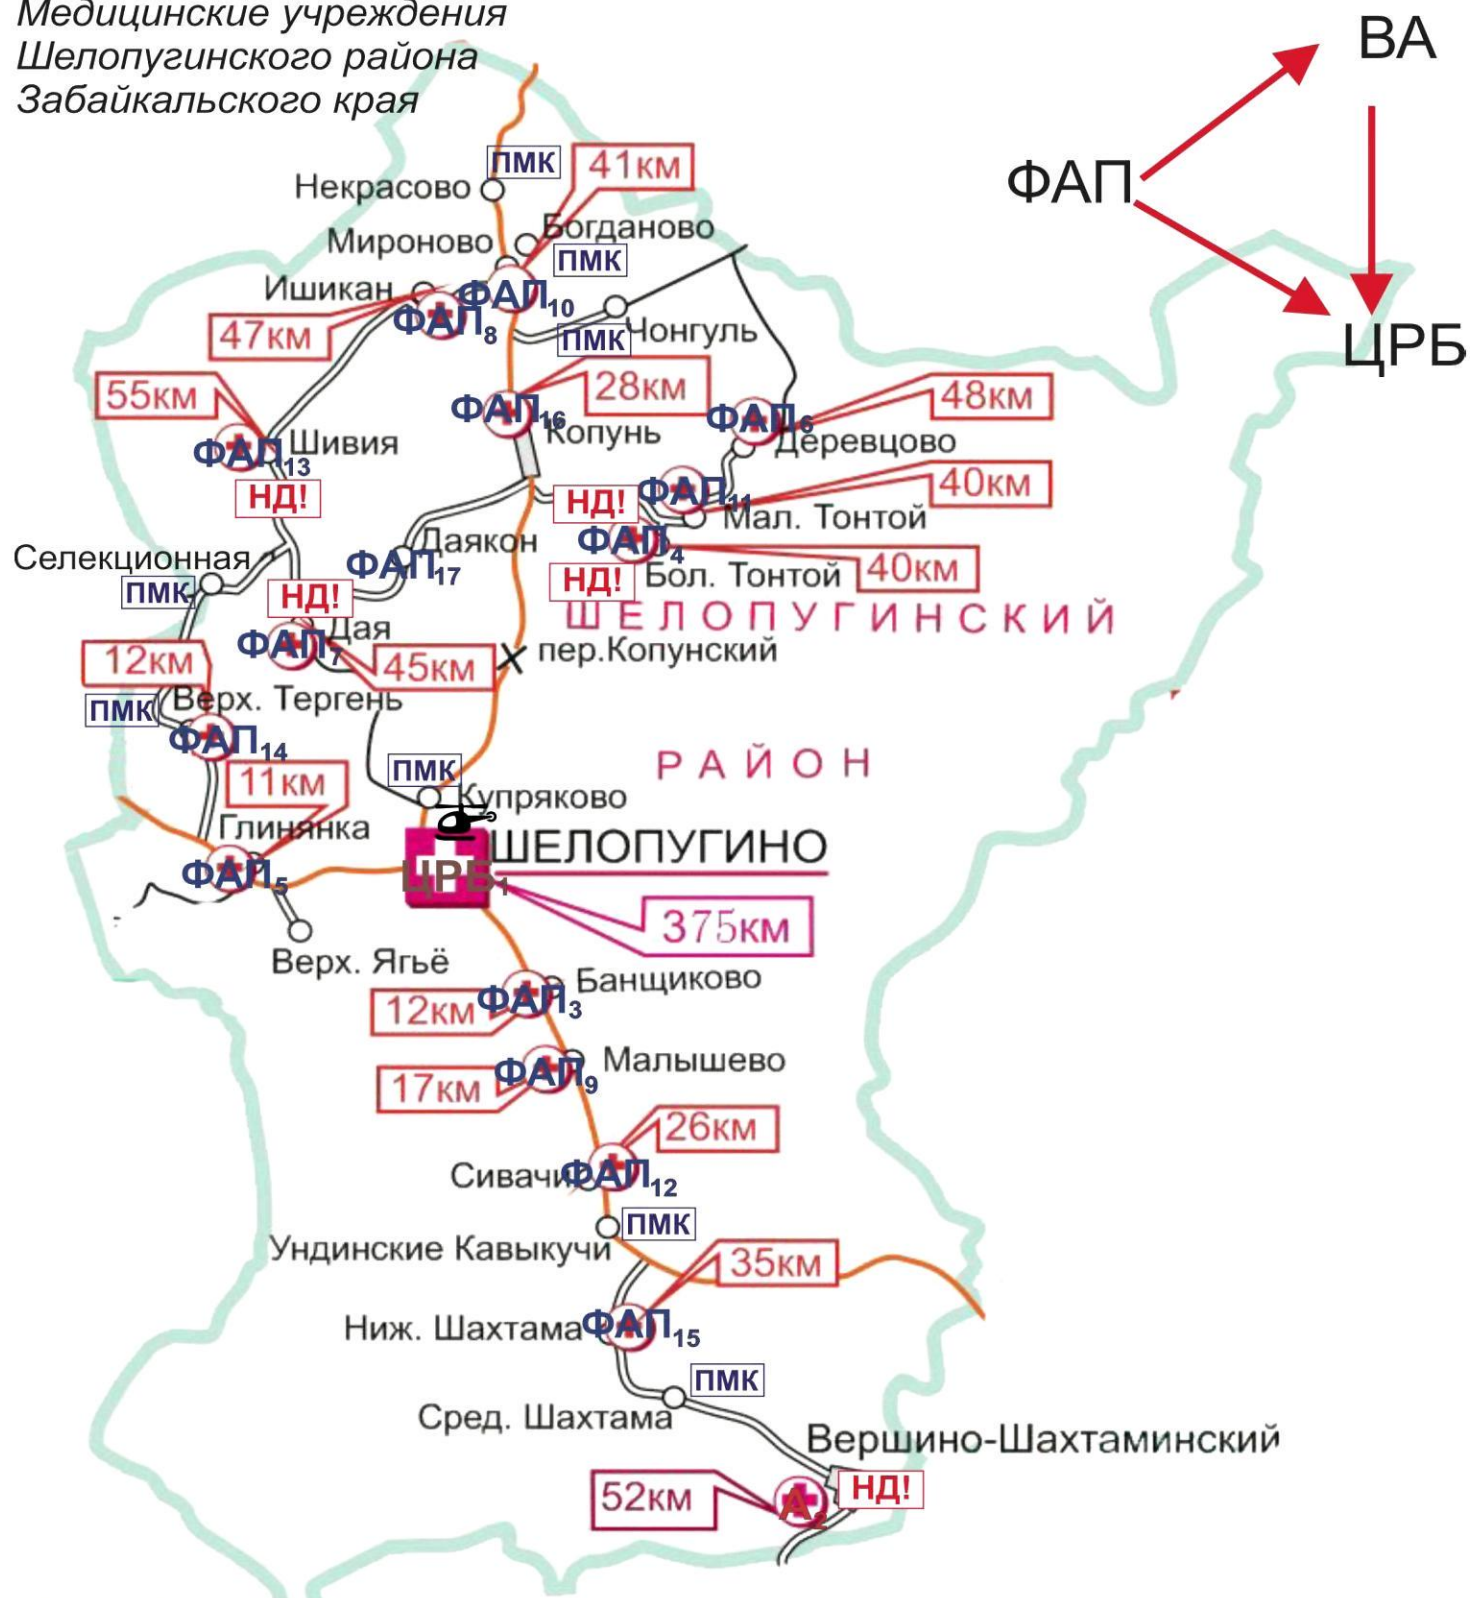 Медицинские учреждения
Шелопугинского района
Забайкальского края
ВА
ФАП
ЦРБ
ПМК
41км
Некрасово
Богданово
Мироново
ПМК
Ишикан
ФАП10
ФАП8
47км
ПМК
Чонгуль
28км
55км
48км
ФАП16
ФАП6
Копунь
Деревцово
Шивия
ФАП13
40км
НД!
НД!
ФАП11
Мал. Тонтой
Даякон
ФАП4
Селекционная
ФАП17
40км
НД!
Бол. Тонтой
ПМК
НД!
ШЕЛОПУГИНСКИЙ
Дая
ФАП7
пер.Копунский
12км
45км
Верх. Тергень
ПМК
ФАП14
РАЙОН
ПМК
11км
Купряково
Глинянка
ШЕЛОПУГИНО
ФАП5
ЦРБ1
375км
Верх. Ягьё
Банщиково
12км
ФАП3
Малышево
ФАП9
17км
26км
Сивачи
ФАП12
ПМК
Ундинские Кавыкучи
35км
Ниж. Шахтама
ФАП15
ПМК
Сред. Шахтама
Вершино-Шахтаминский
НД!
52км
А2